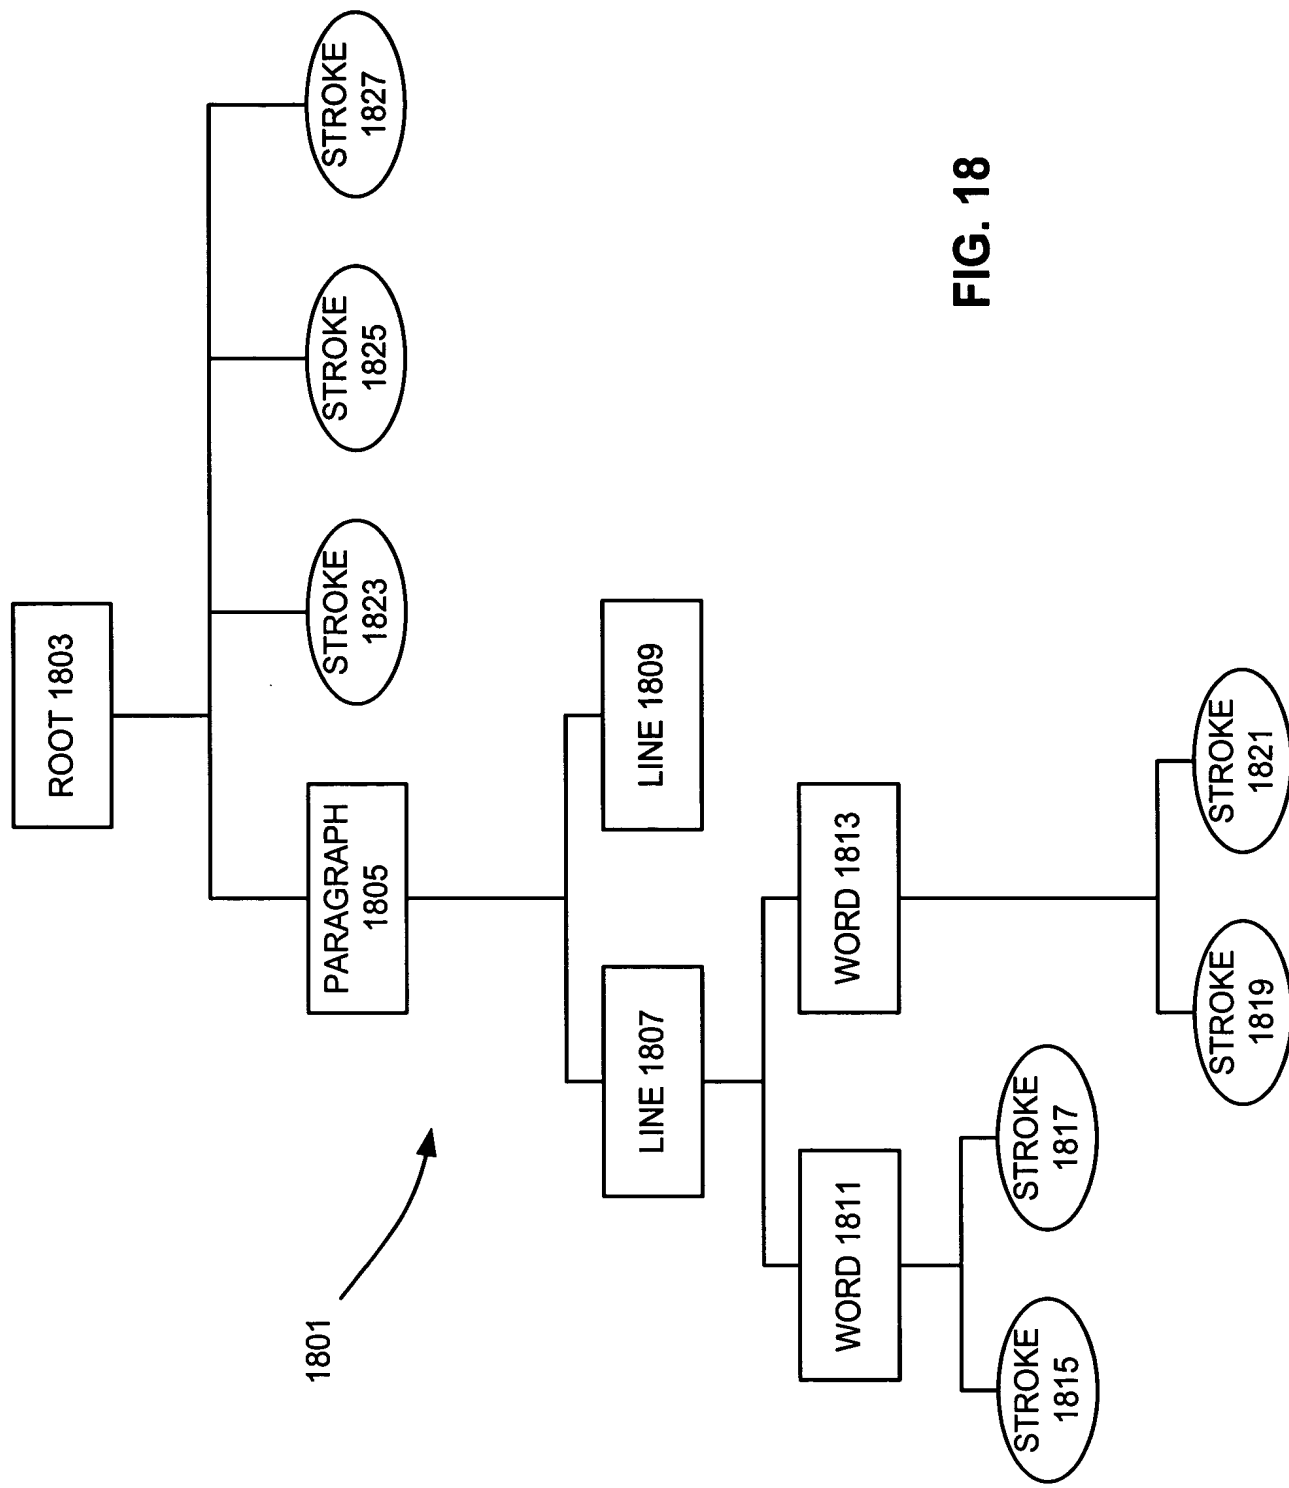 ROOT 1803
PARAGRAPH
1805
STROKE
1823
STROKE
1825
STROKE
1827
1801
LINE 1807
LINE 1809
WORD 1811
WORD 1813
STROKE
1815
STROKE
1817
STROKE
1819
STROKE
1821
FIG. 18